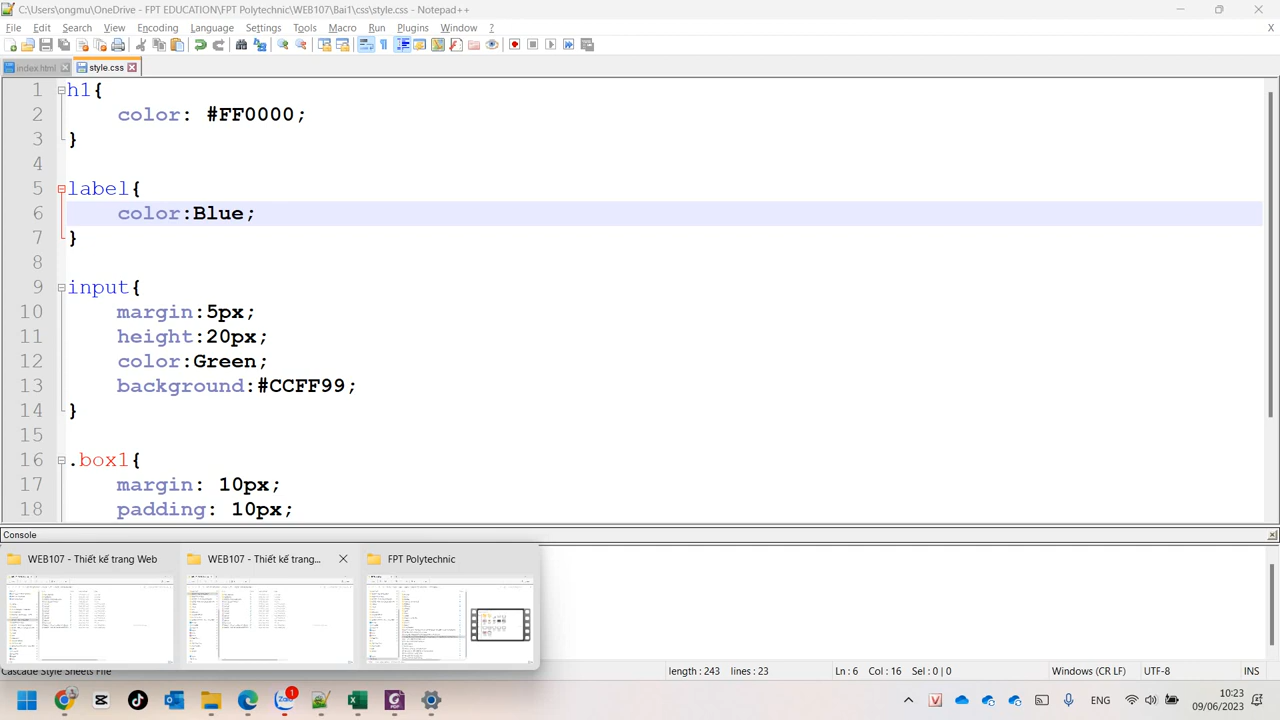 C:\Users\ongmu\OneDrive - FPT EDUCATION\FPT Polytechnic\WEB107\Bai1\css\style.css - Notepad++
File Edit Search View Encoding Language Settings Tools Macro Run Plugins Window ? X
index.html style.css
1 h1{
2 color: #FF0000;
3 }
4
5 label{
6 color:Blue;
7 }
8
9 input{
10 margin:5px;
11 height:20px;
12 color:Green;
13 background:#CCFF99;
14 }
15
16 .box1{
17 margin: 10px;
18 padding: 10px;
Console
WEB107 - Thiết kế trang Web WEB107 - Thiết kế trang... FPT Polytechnic
Cascade Style Sheets File length : 243 lines : 23 Ln : 6 Col : 16 Sel : 0 | 0 Windows (CR LF) UTF-8 INS
1 ENG 10:23
09/06/2023